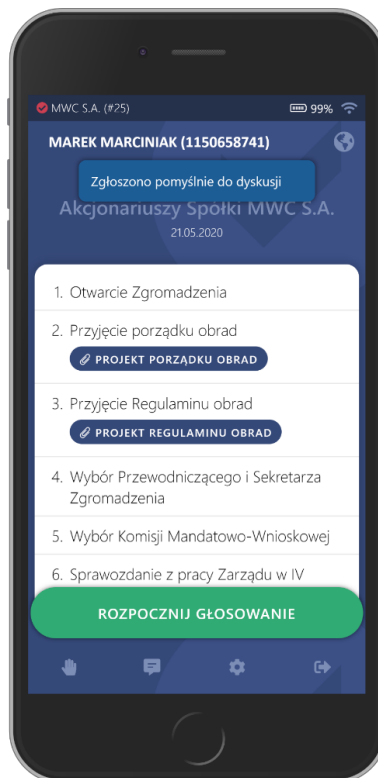 MWC S.A. (#25) 99%
MAREK MARCINIAK (1150658741)
Zgłoszono pomyślnie do dyskusji
Akcjonariuszy Spółki MWC S.A.
21.05.2020
1. Otwarcie Zgromadzenia
2. Przyjęcie porządku obrad
PROJEKT PORZĄDKU OBRAD
3. Przyjęcie Regulaminu obrad
PROJEKT REGULAMINU OBRAD
4. Wybór Przewodniczącego i Sekretarza
Zgromadzenia
5. Wybór Komisji Mandatowo-Wnioskowej
6. Sprawozdanie z pracy Zarządu w IV
ROZPOCZNIJ GŁOSOWANIE